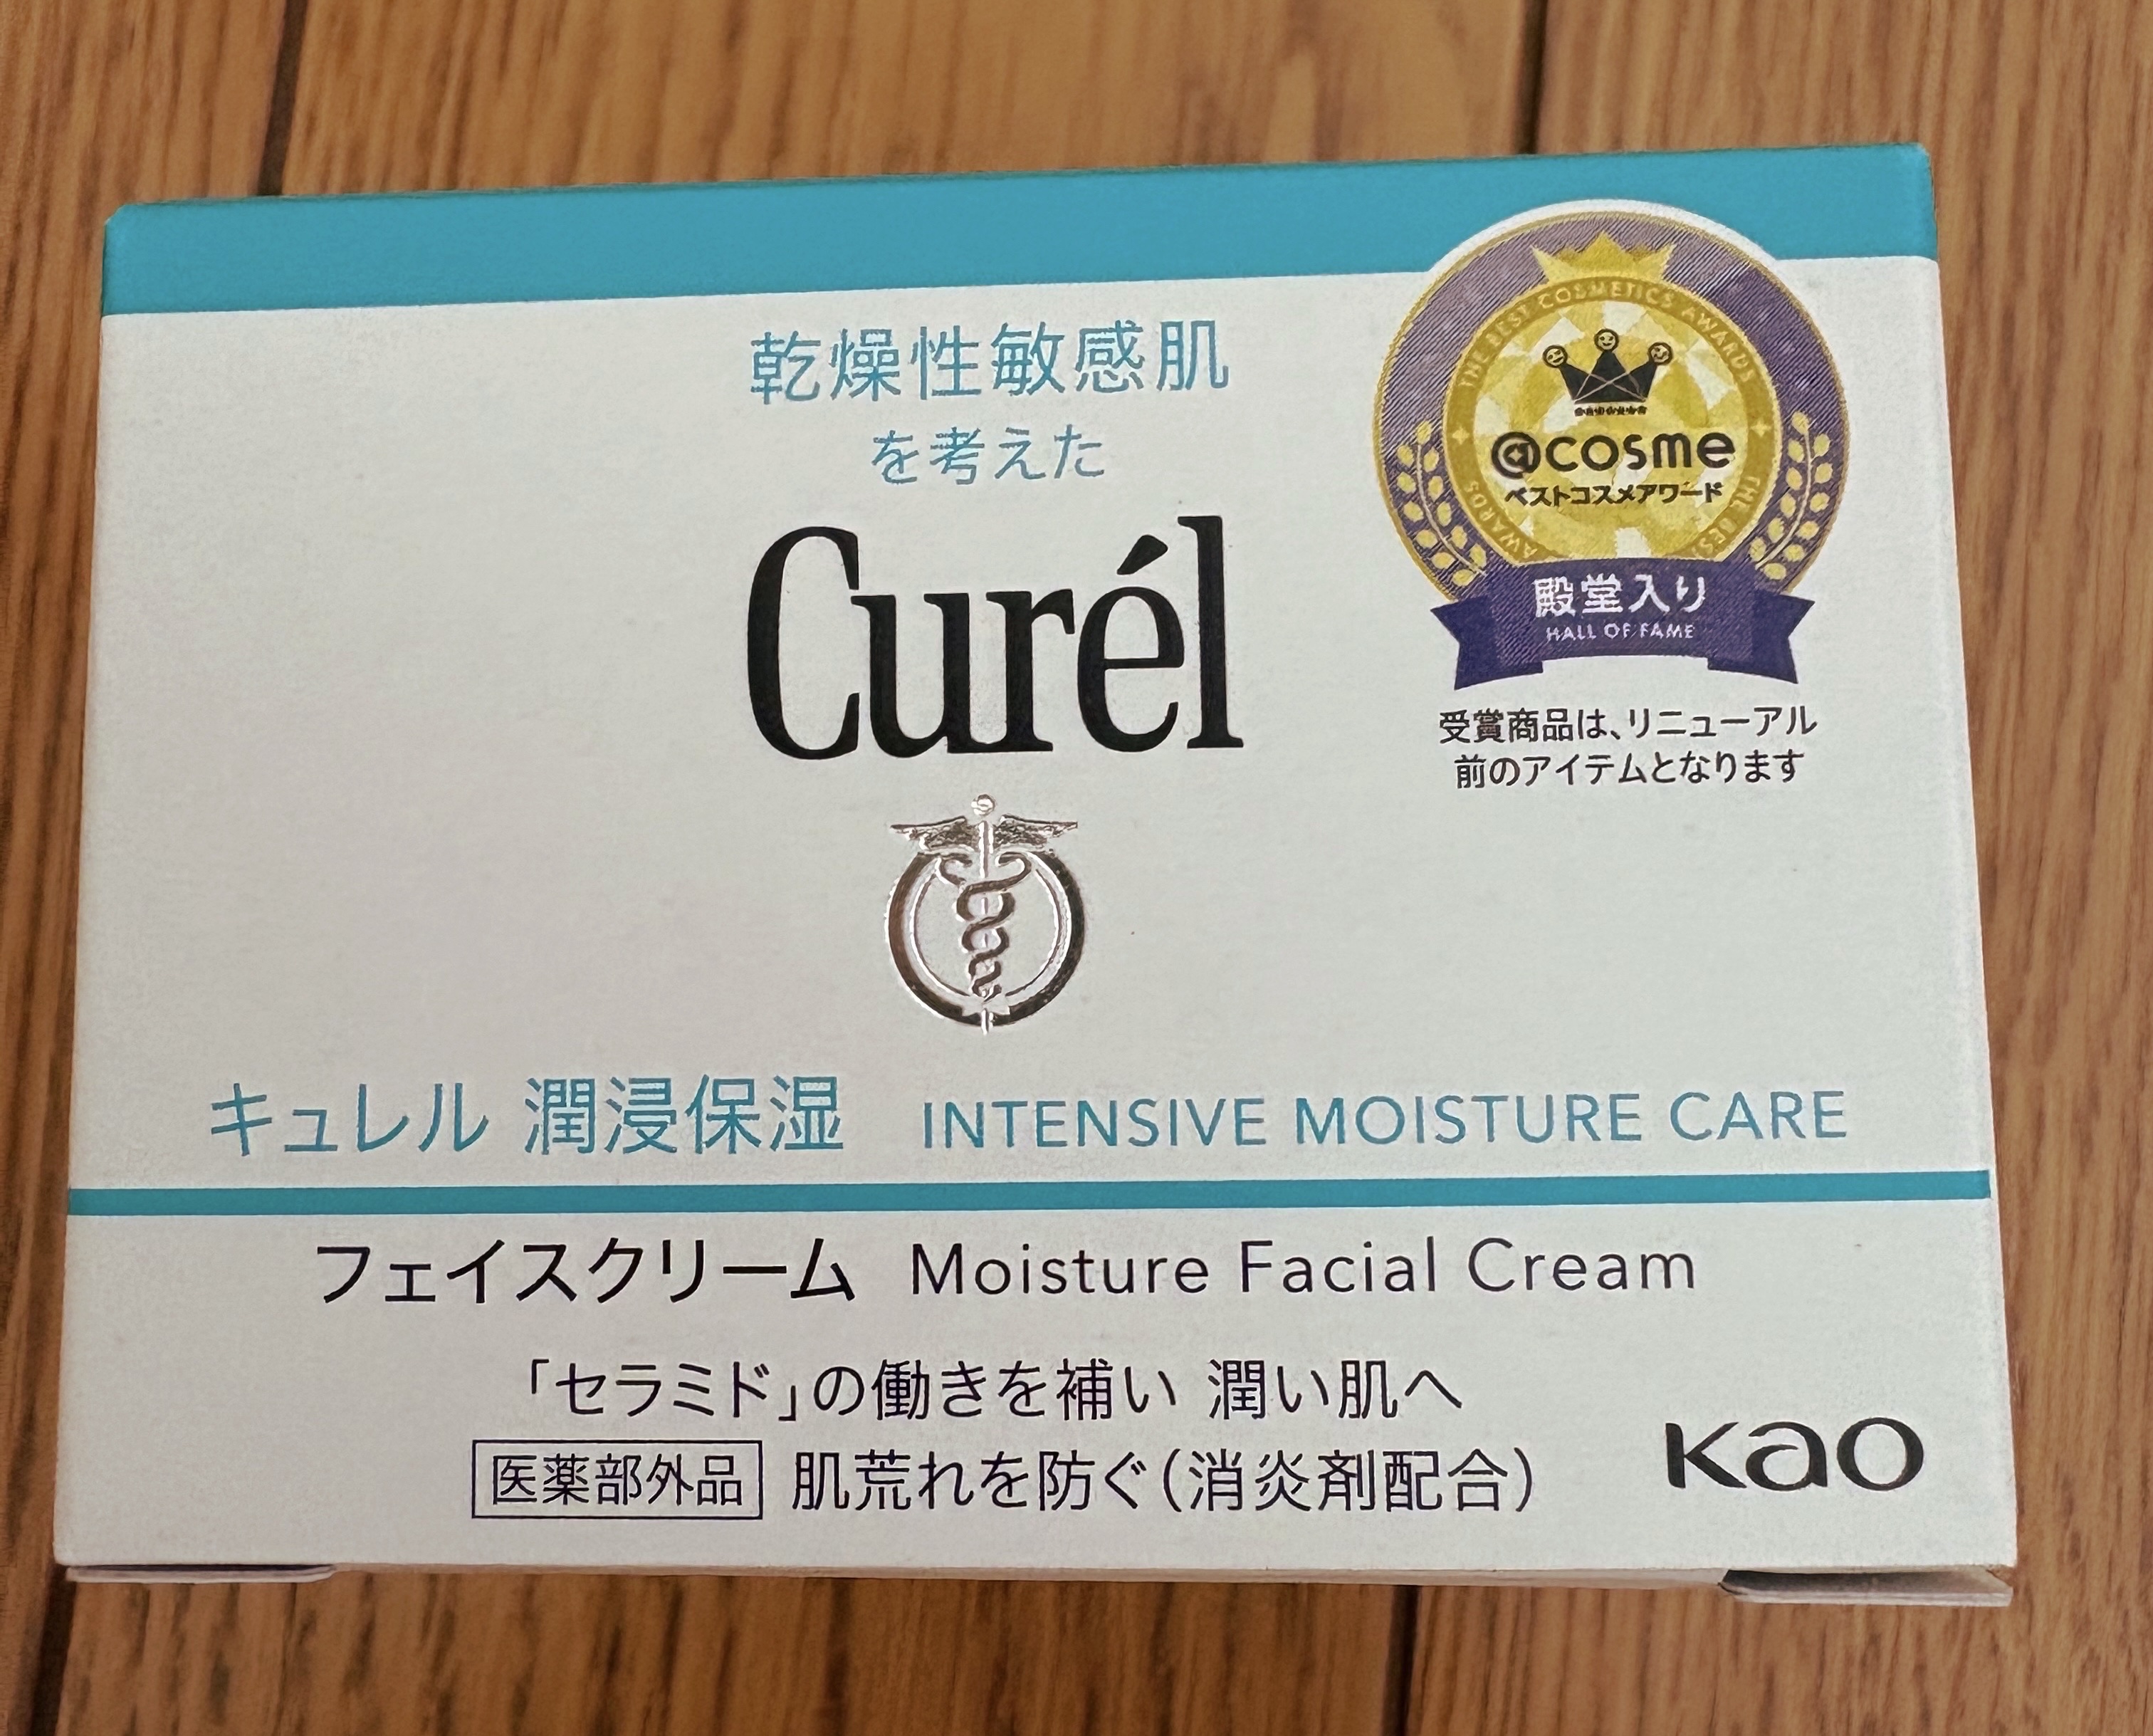 乾燥性敏感肌
を考えた
Curél
THE BEST COSMETICS AWARDS
@cosme
ベストコスメアワード
殿堂入り
HALL OF FAME
受賞商品は、リニューアル
前のアイテムとなります
キュレル 潤浸保湿 INTENSIVE MOISTURE CARE
フェイスクリーム Moisture Facial Cream
「セラミド」の働きを補い 潤い肌へ
医薬部外品 肌荒れを防ぐ(消炎剤配合)
Kao